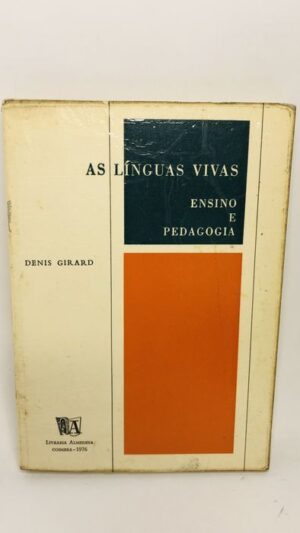 AS LÍNGUAS VIVAS
ENSINO
E
PEDAGOGIA
DENIS GIRARD
LIVRARIA ALMEDINA
COIMBRA - 1976